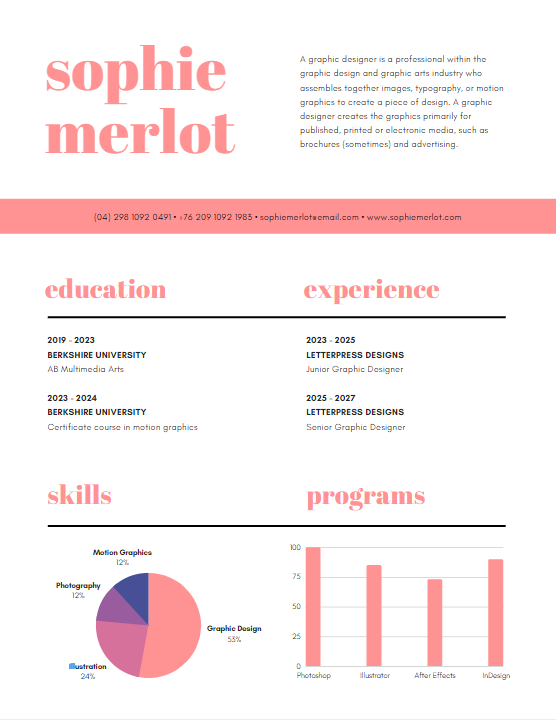 sophie
merlot
A graphic designer is a professional within the
graphic design and graphic arts industry who
assembles together images, typography, or motion
graphics to create a piece of design. A graphic
designer creates the graphics primarily for
published, printed or electronic media, such as
brochures (sometimes) and advertising.
(04) 298 1092 0491 • +76 209 1092 1983 • sophiemerlot@email.com • www.sophiemerlot.com
education
2019 - 2023
BERKSHIRE UNIVERSITY
AB Multimedia Arts
2023 - 2024
BERKSHIRE UNIVERSITY
Certificate course in motion graphics
experience
2023 - 2025
LETTERPRESS DESIGNS
Junior Graphic Designer
2025 - 2027
LETTERPRESS DESIGNS
Senior Graphic Designer
skills
Motion Graphics
12%
Photography
12%
Graphic Design
53%
Illustration
24%
programs
100
75
50
25
0
Photoshop Illustrator After Effects InDesign